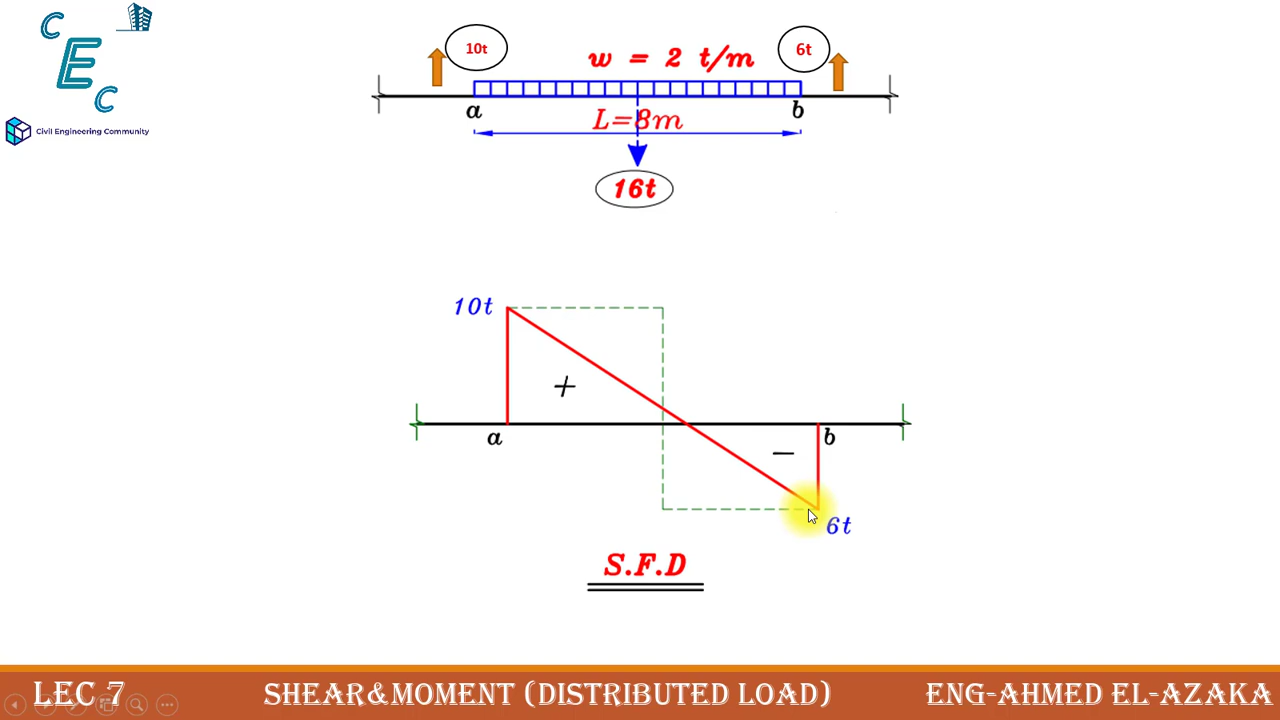 C
E
C
Civil Engineering Community
10t
6t
w = 2 t/m
a
b
L=8m
16t
10t
+
a
b
−
6t
S.F.D
LEC 7
SHEAR&MOMENT (DISTRIBUTED LOAD)
ENG-AHMED EL-AZAKA